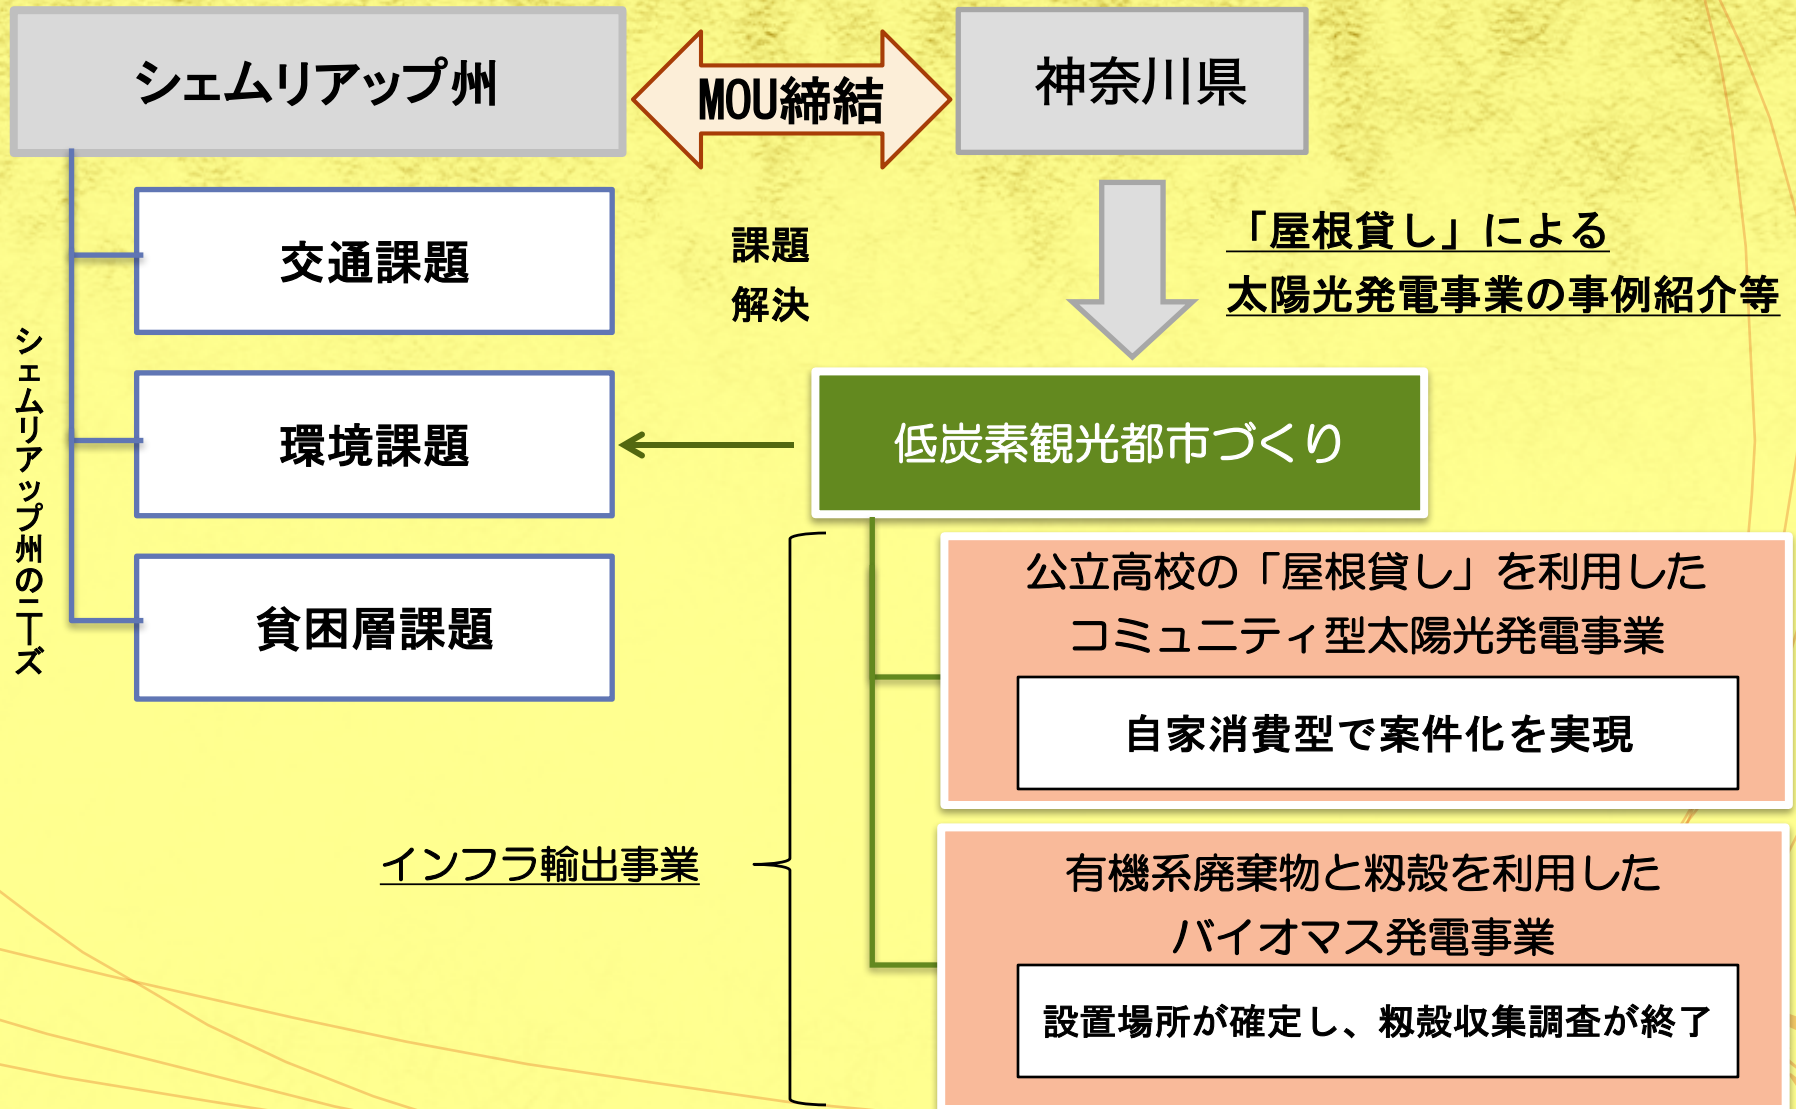 シェムリアップ州
MOU締結
神奈川県
シェムリアップ州のニーズ
交通課題
環境課題
貧困層課題
課題
解決
「屋根貸し」による
太陽光発電事業の事例紹介等
低炭素観光都市づくり
インフラ輸出事業
公立高校の「屋根貸し」を利用した
コミュニティ型太陽光発電事業
自家消費型で案件化を実現
有機系廃棄物と籾殻を利用した
バイオマス発電事業
設置場所が確定し、籾殻収集調査が終了